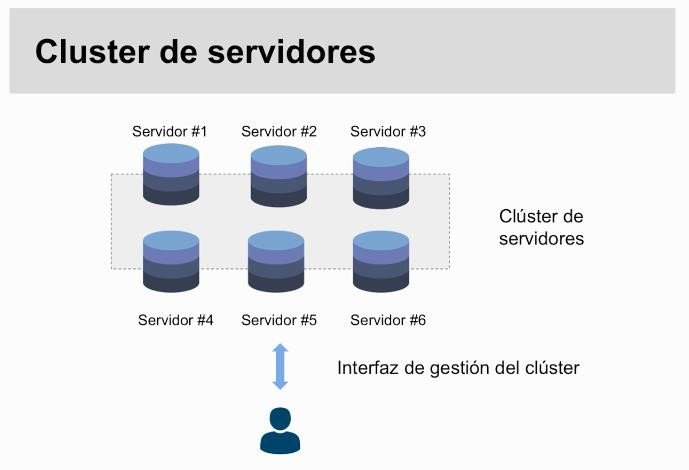 Cluster de servidores
Servidor #1 Servidor #2 Servidor #3
Clúster de
servidores
Servidor #4 Servidor #5 Servidor #6
Interfaz de gestión del clúster